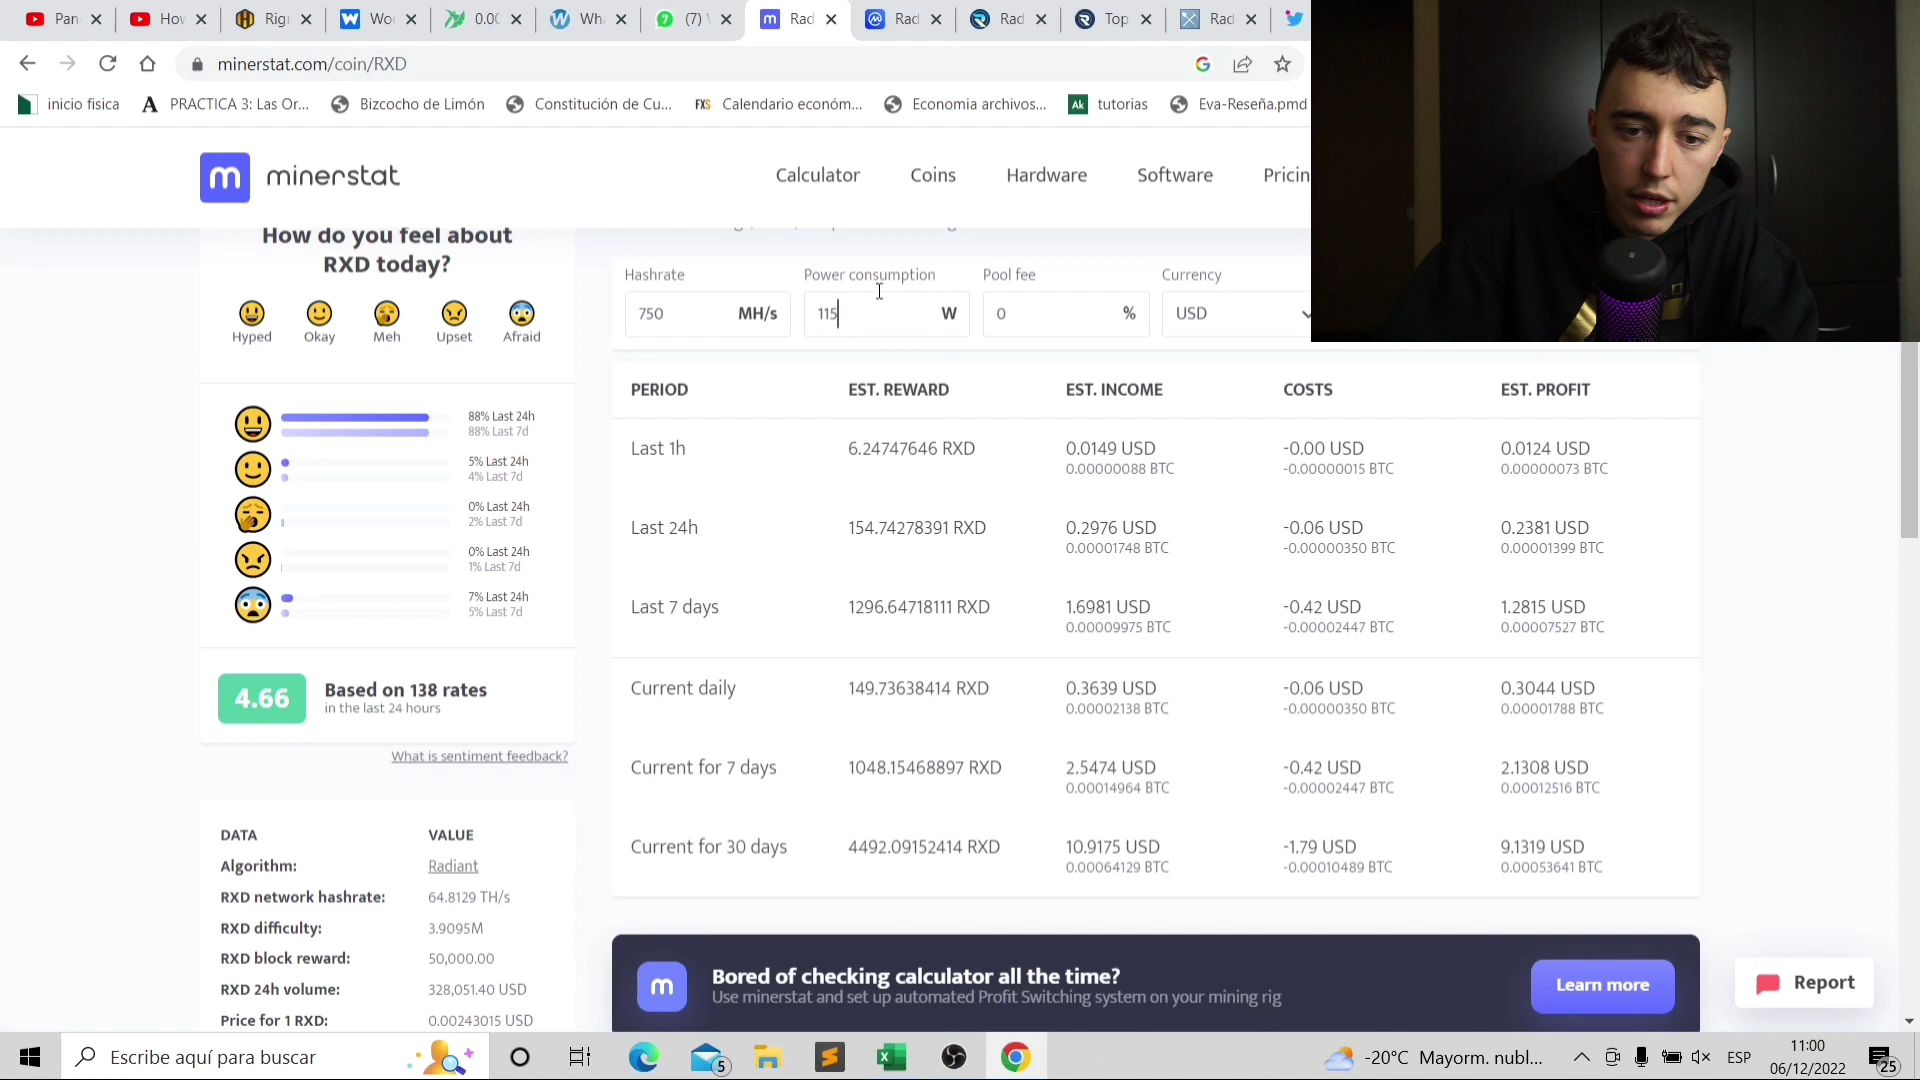 Pan
How
Rign
Woc
0.00
Wha
(7)
Rad
Rad
Rad
Top
Rad
minerstat.com/coin/RXD
inicio fisica
PRACTICA 3: Las Or...
Bizcocho de Limón
Constitución de Cu...
FXS Calendario económ...
Economia archivos...
Ak tutorias
Eva-Reseña.pmd
m minerstat
Calculator
Coins
Hardware
Software
Pricin
How do you feel about
RXD today?
Hyped Okay Meh Upset Afraid
88% Last 24h
88% Last 7d
5% Last 24h
4% Last 7d
0% Last 24h
2% Last 7d
0% Last 24h
1% Last 7d
7% Last 24h
5% Last 7d
4.66 Based on 138 rates
in the last 24 hours
What is sentiment feedback?
DATA VALUE
Algorithm: Radiant
RXD network hashrate: 64.8129 TH/s
RXD difficulty: 3.9095M
RXD block reward: 50,000.00
RXD 24h volume: 328,051.40 USD
Price for 1 RXD: 0.00243015 USD
Hashrate Power consumption Pool fee Currency
750 MH/s 115 W 0 % USD
PERIOD EST. REWARD EST. INCOME COSTS EST. PROFIT
Last 1h 6.24747646 RXD 0.0149 USD -0.00 USD 0.0124 USD
0.00000088 BTC -0.00000015 BTC 0.00000073 BTC
Last 24h 154.74278391 RXD 0.2976 USD -0.06 USD 0.2381 USD
0.00001748 BTC -0.00000350 BTC 0.00001399 BTC
Last 7 days 1296.64718111 RXD 1.6981 USD -0.42 USD 1.2815 USD
0.00009975 BTC -0.00002447 BTC 0.00007527 BTC
Current daily 149.73638414 RXD 0.3639 USD -0.06 USD 0.3044 USD
0.00002138 BTC -0.00000350 BTC 0.00001788 BTC
Current for 7 days 1048.15468897 RXD 2.5474 USD -0.42 USD 2.1308 USD
0.00014964 BTC -0.00002447 BTC 0.00012516 BTC
Current for 30 days 4492.09152414 RXD 10.9175 USD -1.79 USD 9.1319 USD
0.00064129 BTC -0.00010489 BTC 0.00053641 BTC
m Bored of checking calculator all the time?
Use minerstat and set up automated Profit Switching system on your mining rig
Learn more
Report
Escribe aquí para buscar
5
-20°C Mayorm. nubl...
ESP
11:00
06/12/2022
25